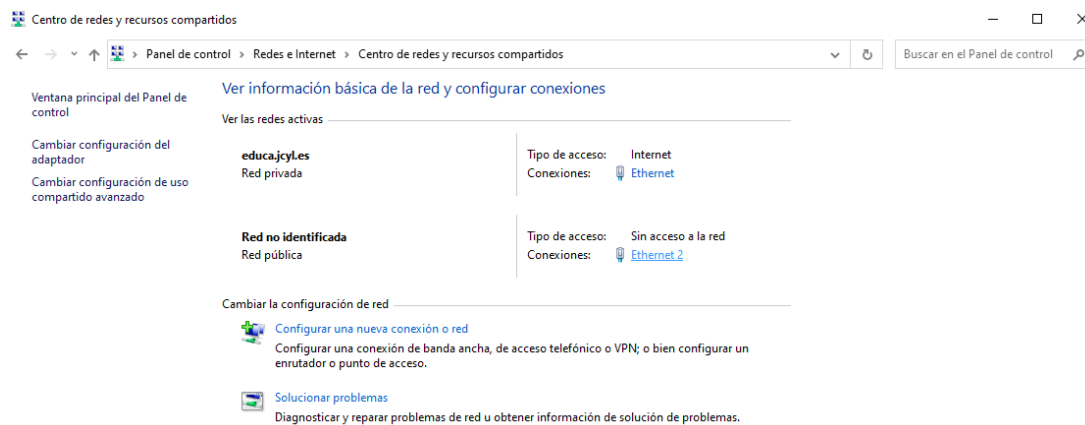 Centro de redes y recursos compartidos
Panel de control > Redes e Internet > Centro de redes y recursos compartidos
Buscar en el Panel de control
Ventana principal del Panel de
control
Cambiar configuración del
adaptador
Cambiar configuración de uso
compartido avanzado
Ver información básica de la red y configurar conexiones
Ver las redes activas
educa.jcyl.es
Red privada
Tipo de acceso: Internet
Conexiones: Ethernet
Red no identificada
Red pública
Tipo de acceso: Sin acceso a la red
Conexiones: Ethernet 2
Cambiar la configuración de red
Configurar una nueva conexión o red
Configurar una conexión de banda ancha, de acceso telefónico o VPN; o bien configurar un
enrutador o punto de acceso.
Solucionar problemas
Diagnosticar y reparar problemas de red u obtener información de solución de problemas.